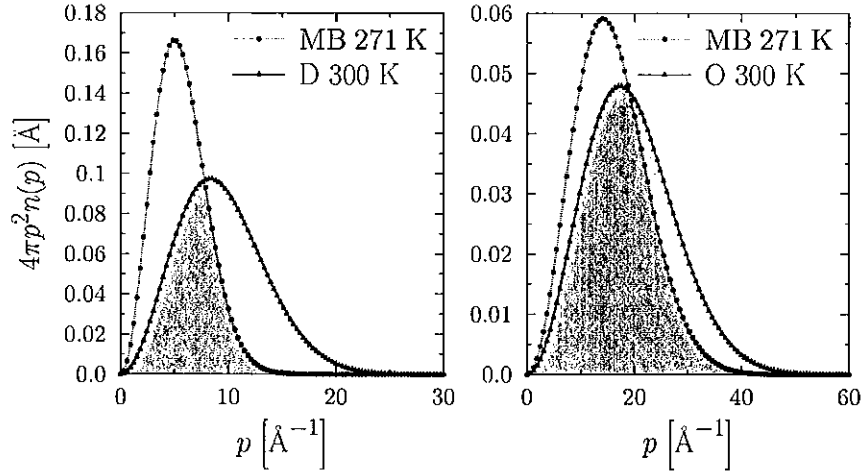 0.18
0.16
0.14
0.12
0.1
0.08
0.06
0.04
0.02
0.0
4πp²n(p) [Å]
MB 271 K
D 300 K
0 10 20 30
p [Å⁻¹]
0.06
0.05
0.04
0.03
0.02
0.01
0.00
MB 271 K
O 300 K
0 20 40 60
p [Å⁻¹]